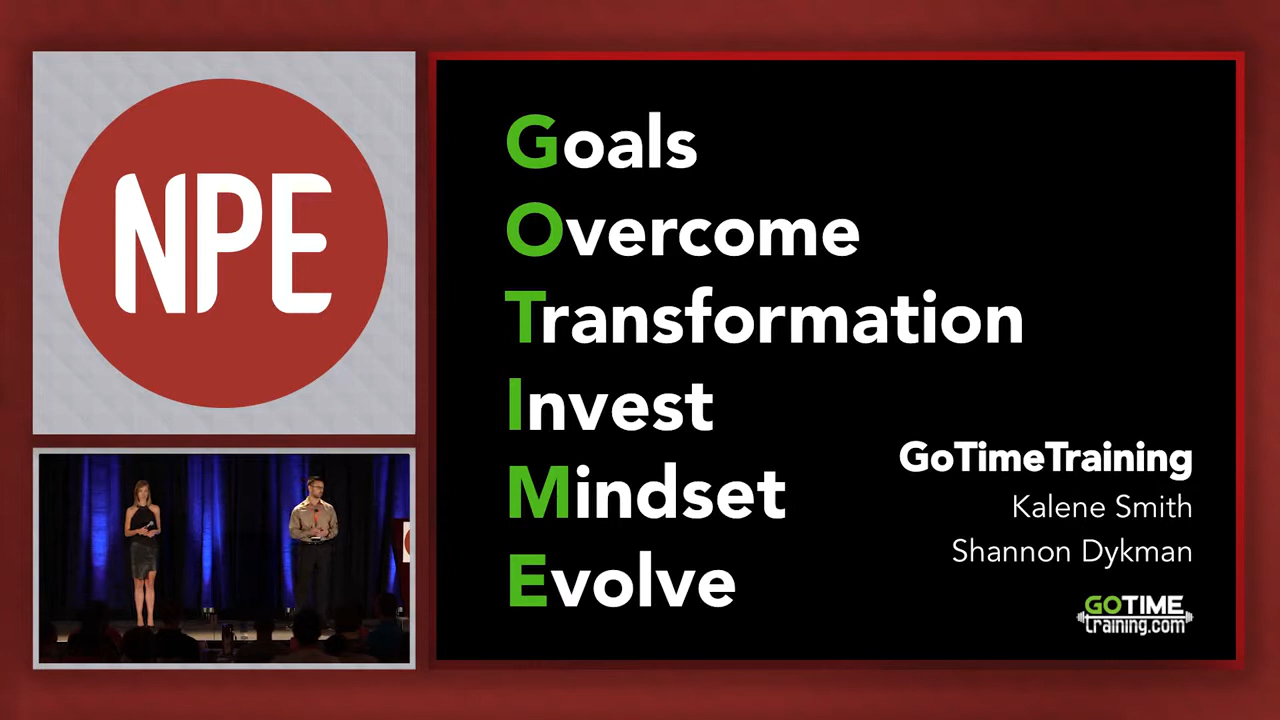 NPE
Goals
Overcome
Transformation
Invest
Mindset
Evolve
GoTimeTraining
Kalene Smith
Shannon Dykman
GOTIME
training.com